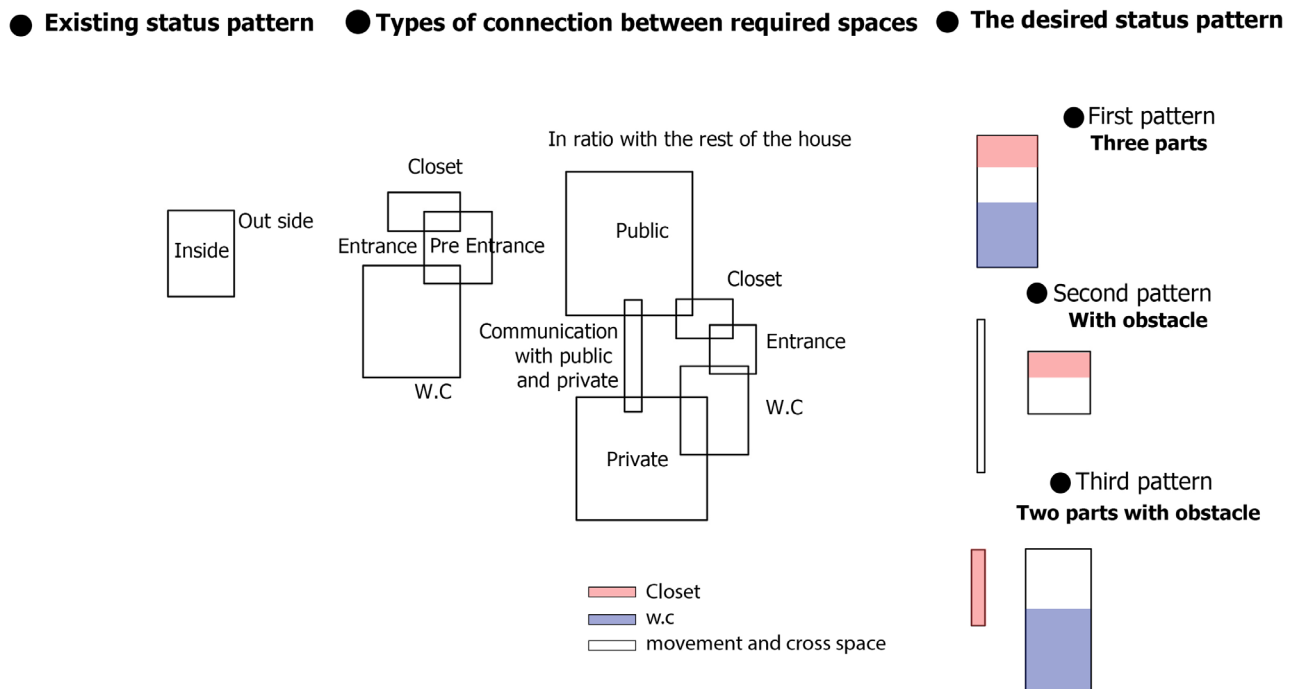 Existing status pattern
Types of connection between required spaces
The desired status pattern
Out side
Inside
Closet
Entrance
Pre Entrance
W.C
In ratio with the rest of the house
Public
Closet
Communication
with public
and private
Entrance
W.C
Private
First pattern
Three parts
Second pattern
With obstacle
Third pattern
Two parts with obstacle
Closet
w.c
movement and cross space